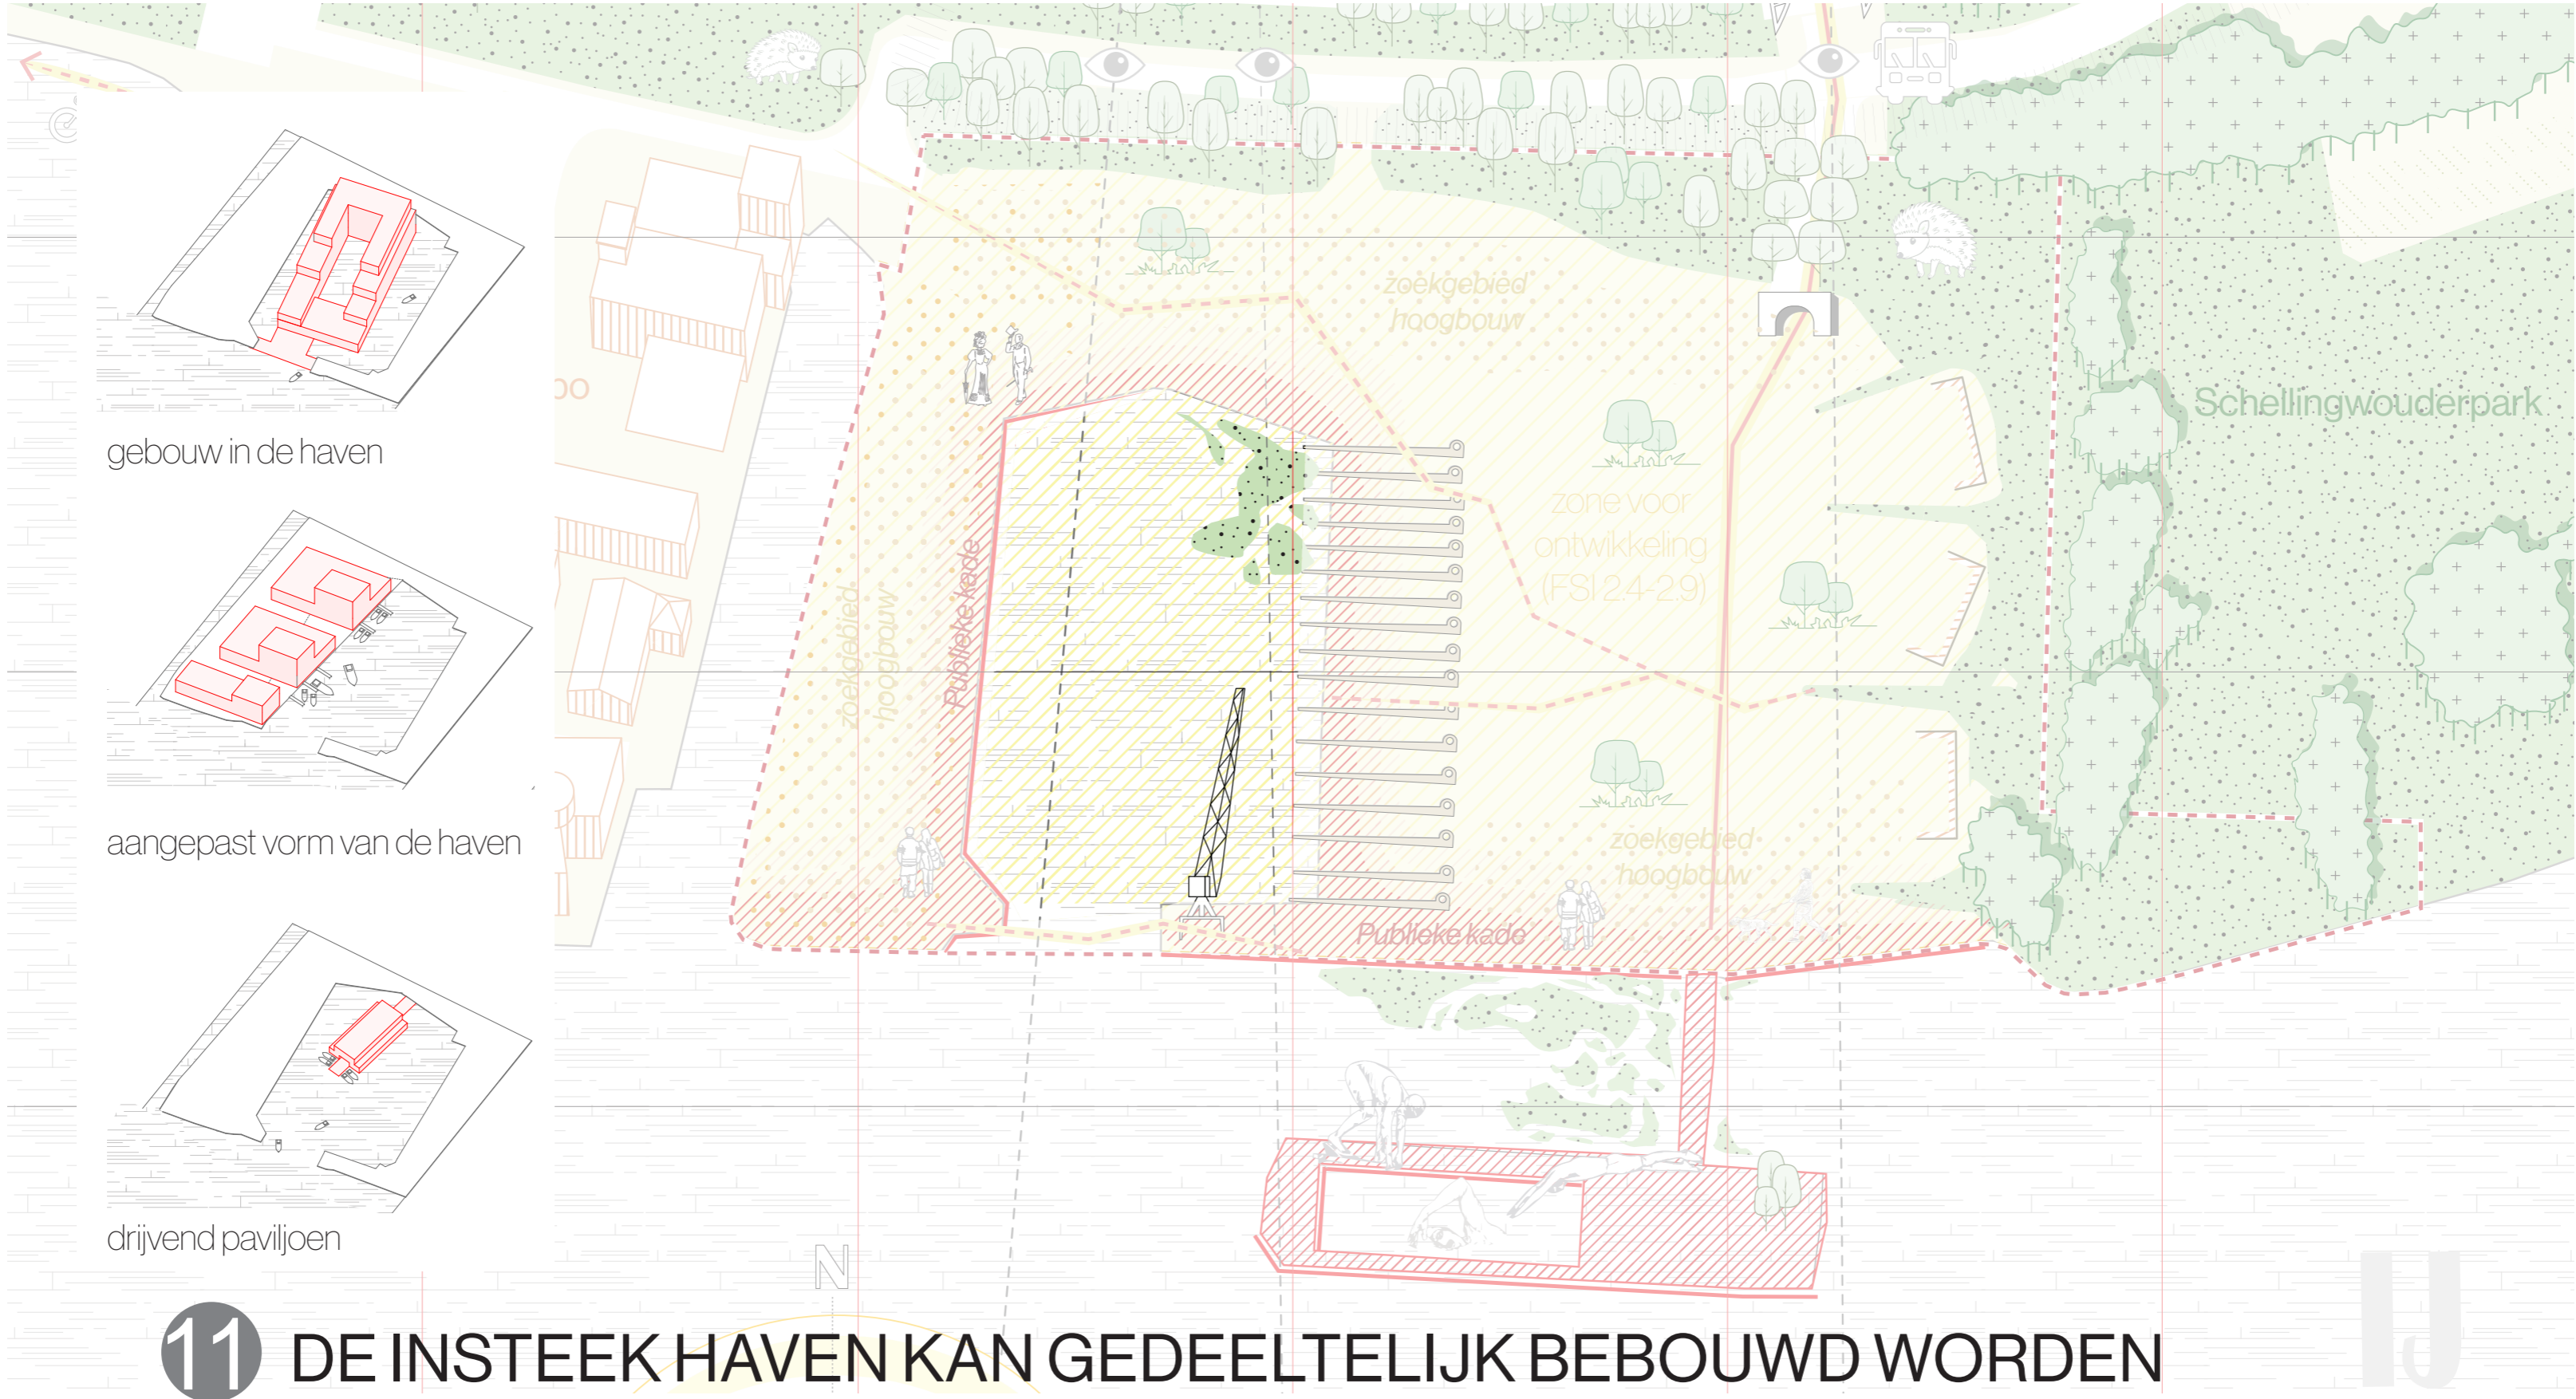 gebouw in de haven
aangepast vorm van de haven
drijvend paviljoen
zoekgebied
hoogbouw
Schellingwouderpark
zone voor
ontwikkeling
(FSI 2.4-2.9)
Publieke kade
zoekgebied
hoogbouw
zoekgebied
hoogbouw
Publieke kade
N
IJ
11 DE INSTEEK HAVEN KAN GEDEELTELIJK BEBOUWD WORDEN